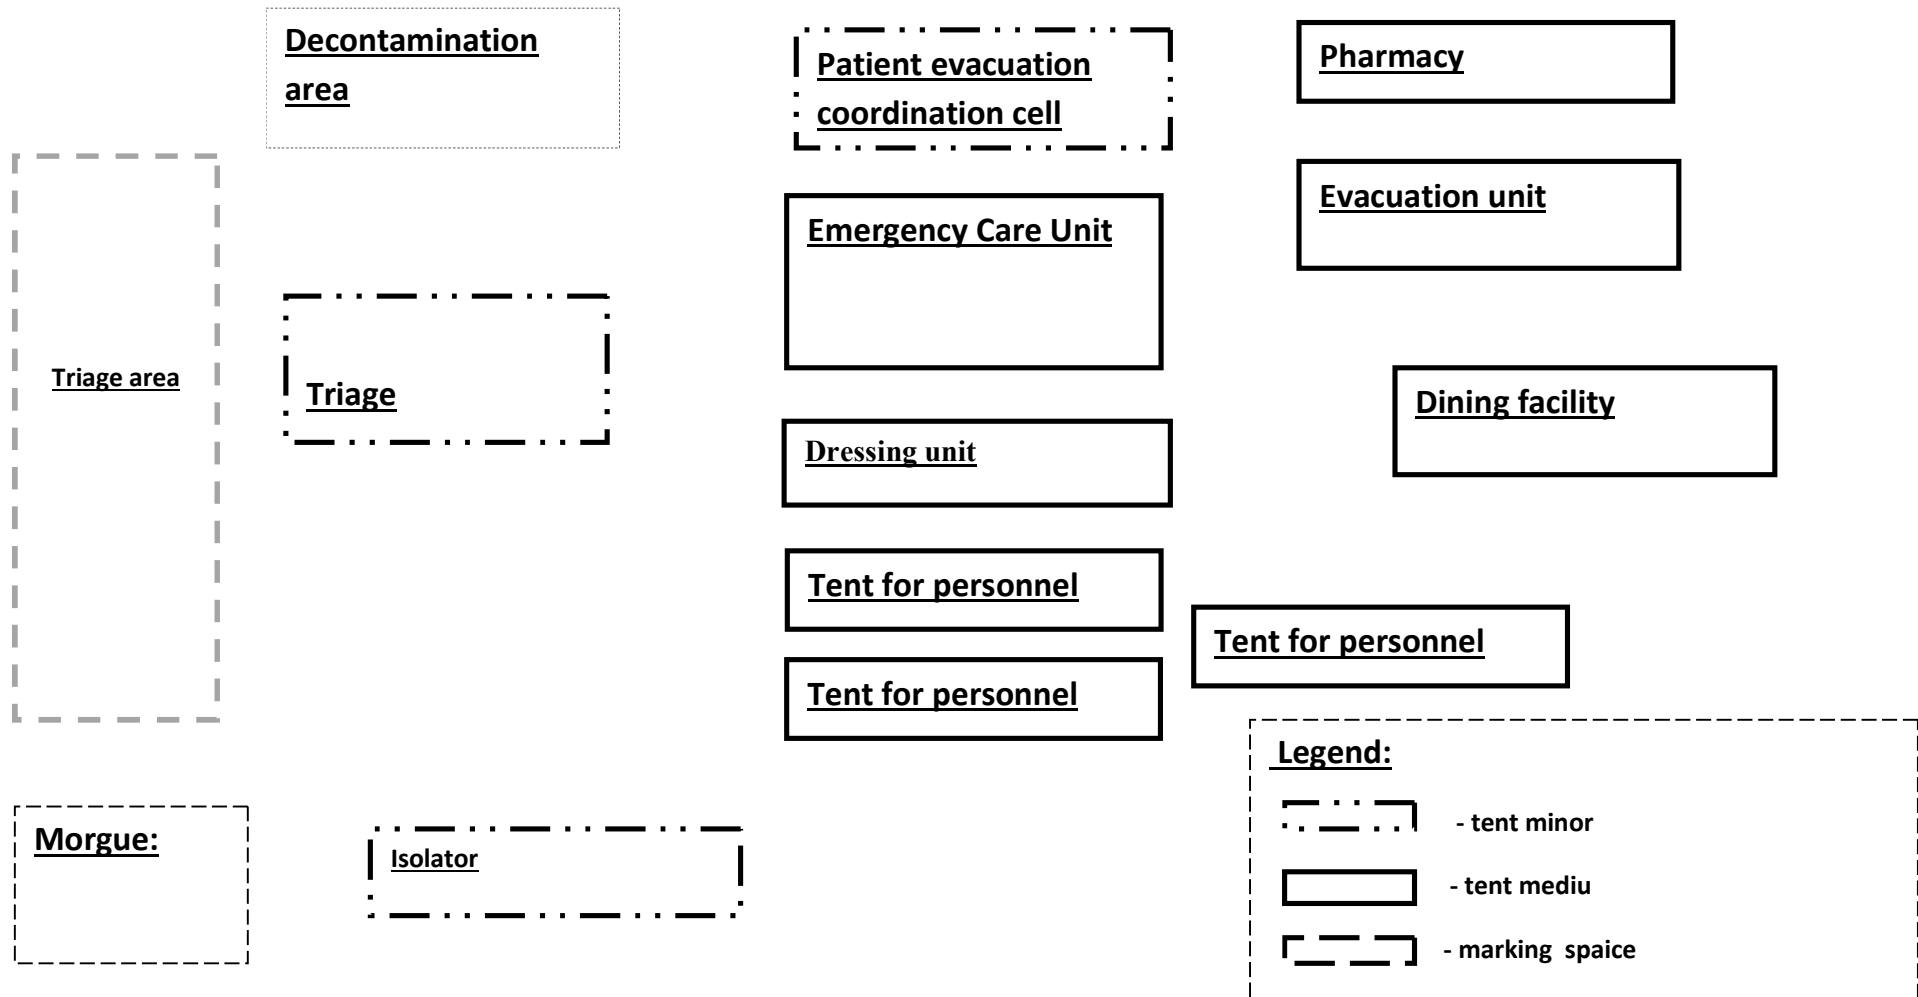 Decontamination
area
Patient evacuation
coordination cell
Pharmacy
Evacuation unit
Emergency Care Unit
Triage area
Triage
Dining facility
Dressing unit
Tent for personnel
Tent for personnel
Tent for personnel
Legend:
- tent minor
- tent mediu
- marking  spaice
Morgue:
Isolator